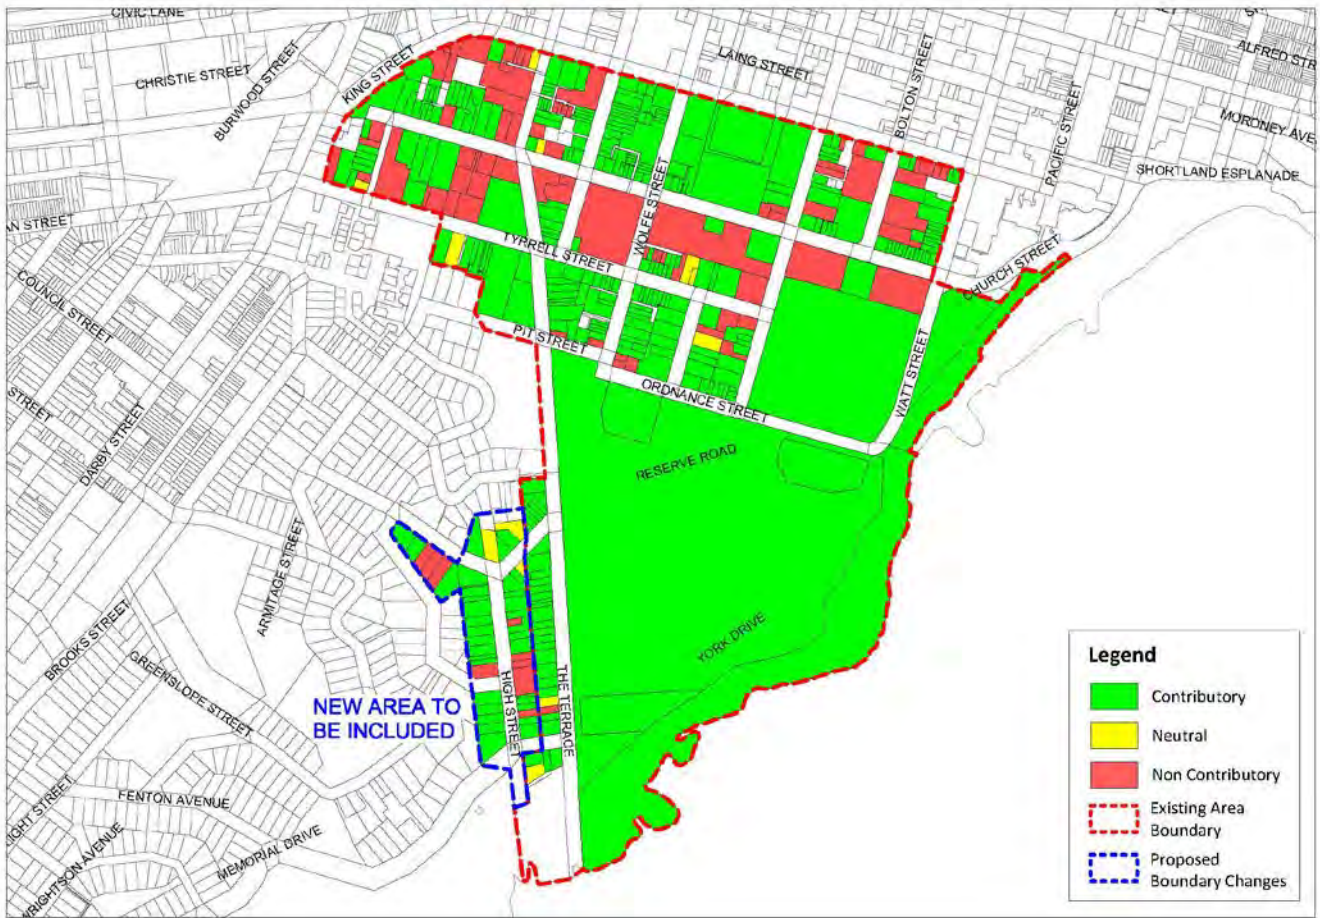 CIVIC LANE
CHRISTIE STREET
BURWOOD STREET
KING STREET
LAING STREET
BOLTON STREET
PACIFIC STREET
ALFRED STR
MORONEY AVE
SHORTLAND ESPLANADE
AN STREET
COUNCIL STREET
STREET
DARBY STREET
TYRRELL STREET
WOLFE STREET
CHURCH STREET
PIT STREET
WATT STREET
ORDNANCE STREET
RESERVE ROAD
ARMITAGE STREET
BROOKS STREET
GREENSLOPE STREET
YORK DRIVE
NEW AREA TO
BE INCLUDED
HIGH STREET
THE TERRACE
FENTON AVENUE
LIGHT STREET
MEMORIAL DRIVE
WRIGHTSON AVENUE
Legend
Contributory
Neutral
Non Contributory
Existing Area
Boundary
Proposed
Boundary Changes